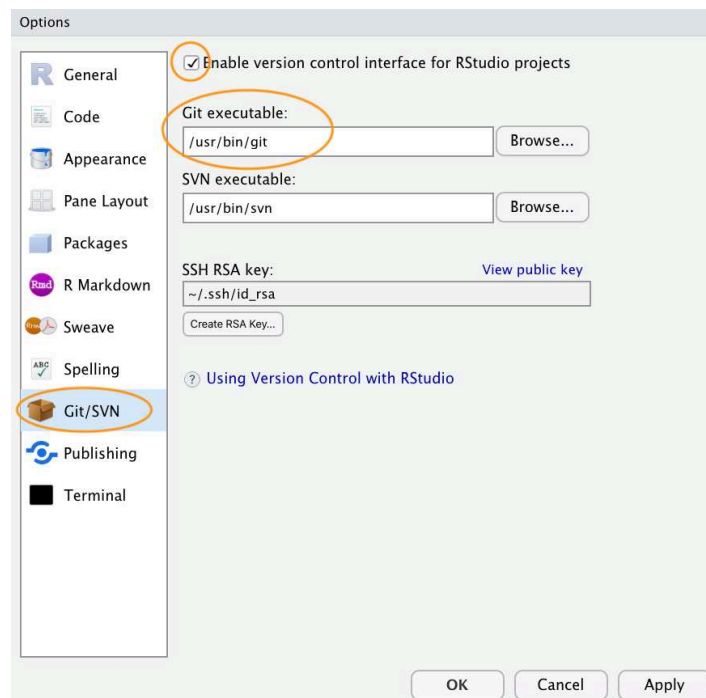 Options
General
Code
Appearance
Pane Layout
Packages
Rmd R Markdown
Sweave
ABC Spelling
Git/SVN
Publishing
Terminal
Enable version control interface for RStudio projects
Git executable:
/usr/bin/git Browse...
SVN executable:
/usr/bin/svn Browse...
SSH RSA key: View public key
~/.ssh/id_rsa
Create RSA Key...
? Using Version Control with RStudio
OK Cancel Apply